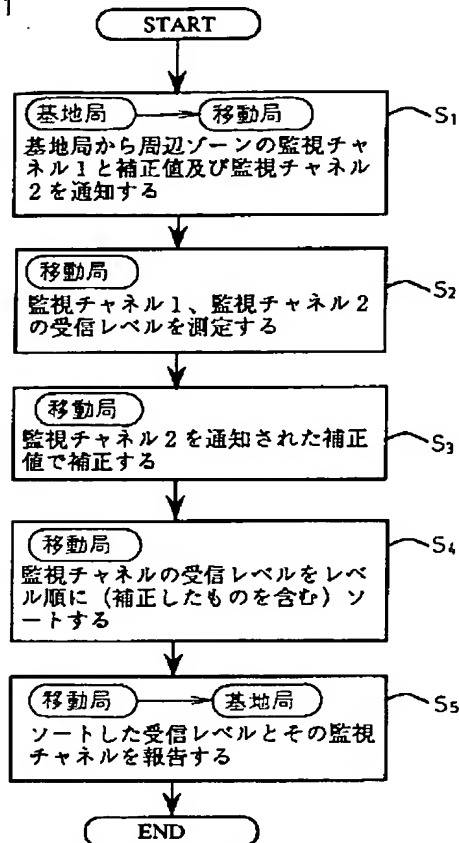 1
START
基地局 移動局 S1
基地局から周辺ゾーンの監視チャ
ネル1と補正値及び監視チャネル
2を通知する
移動局 S2
監視チャネル1、監視チャネル2
の受信レベルを測定する
移動局
監視チャネル2を通知された補正
値で補正する S3
移動局 S4
監視チャネルの受信レベルをレベ
ル順に（補正したものを含む）ソ
ートする
移動局 基地局 S5
ソートした受信レベルとその監視
チャネルを報告する
END